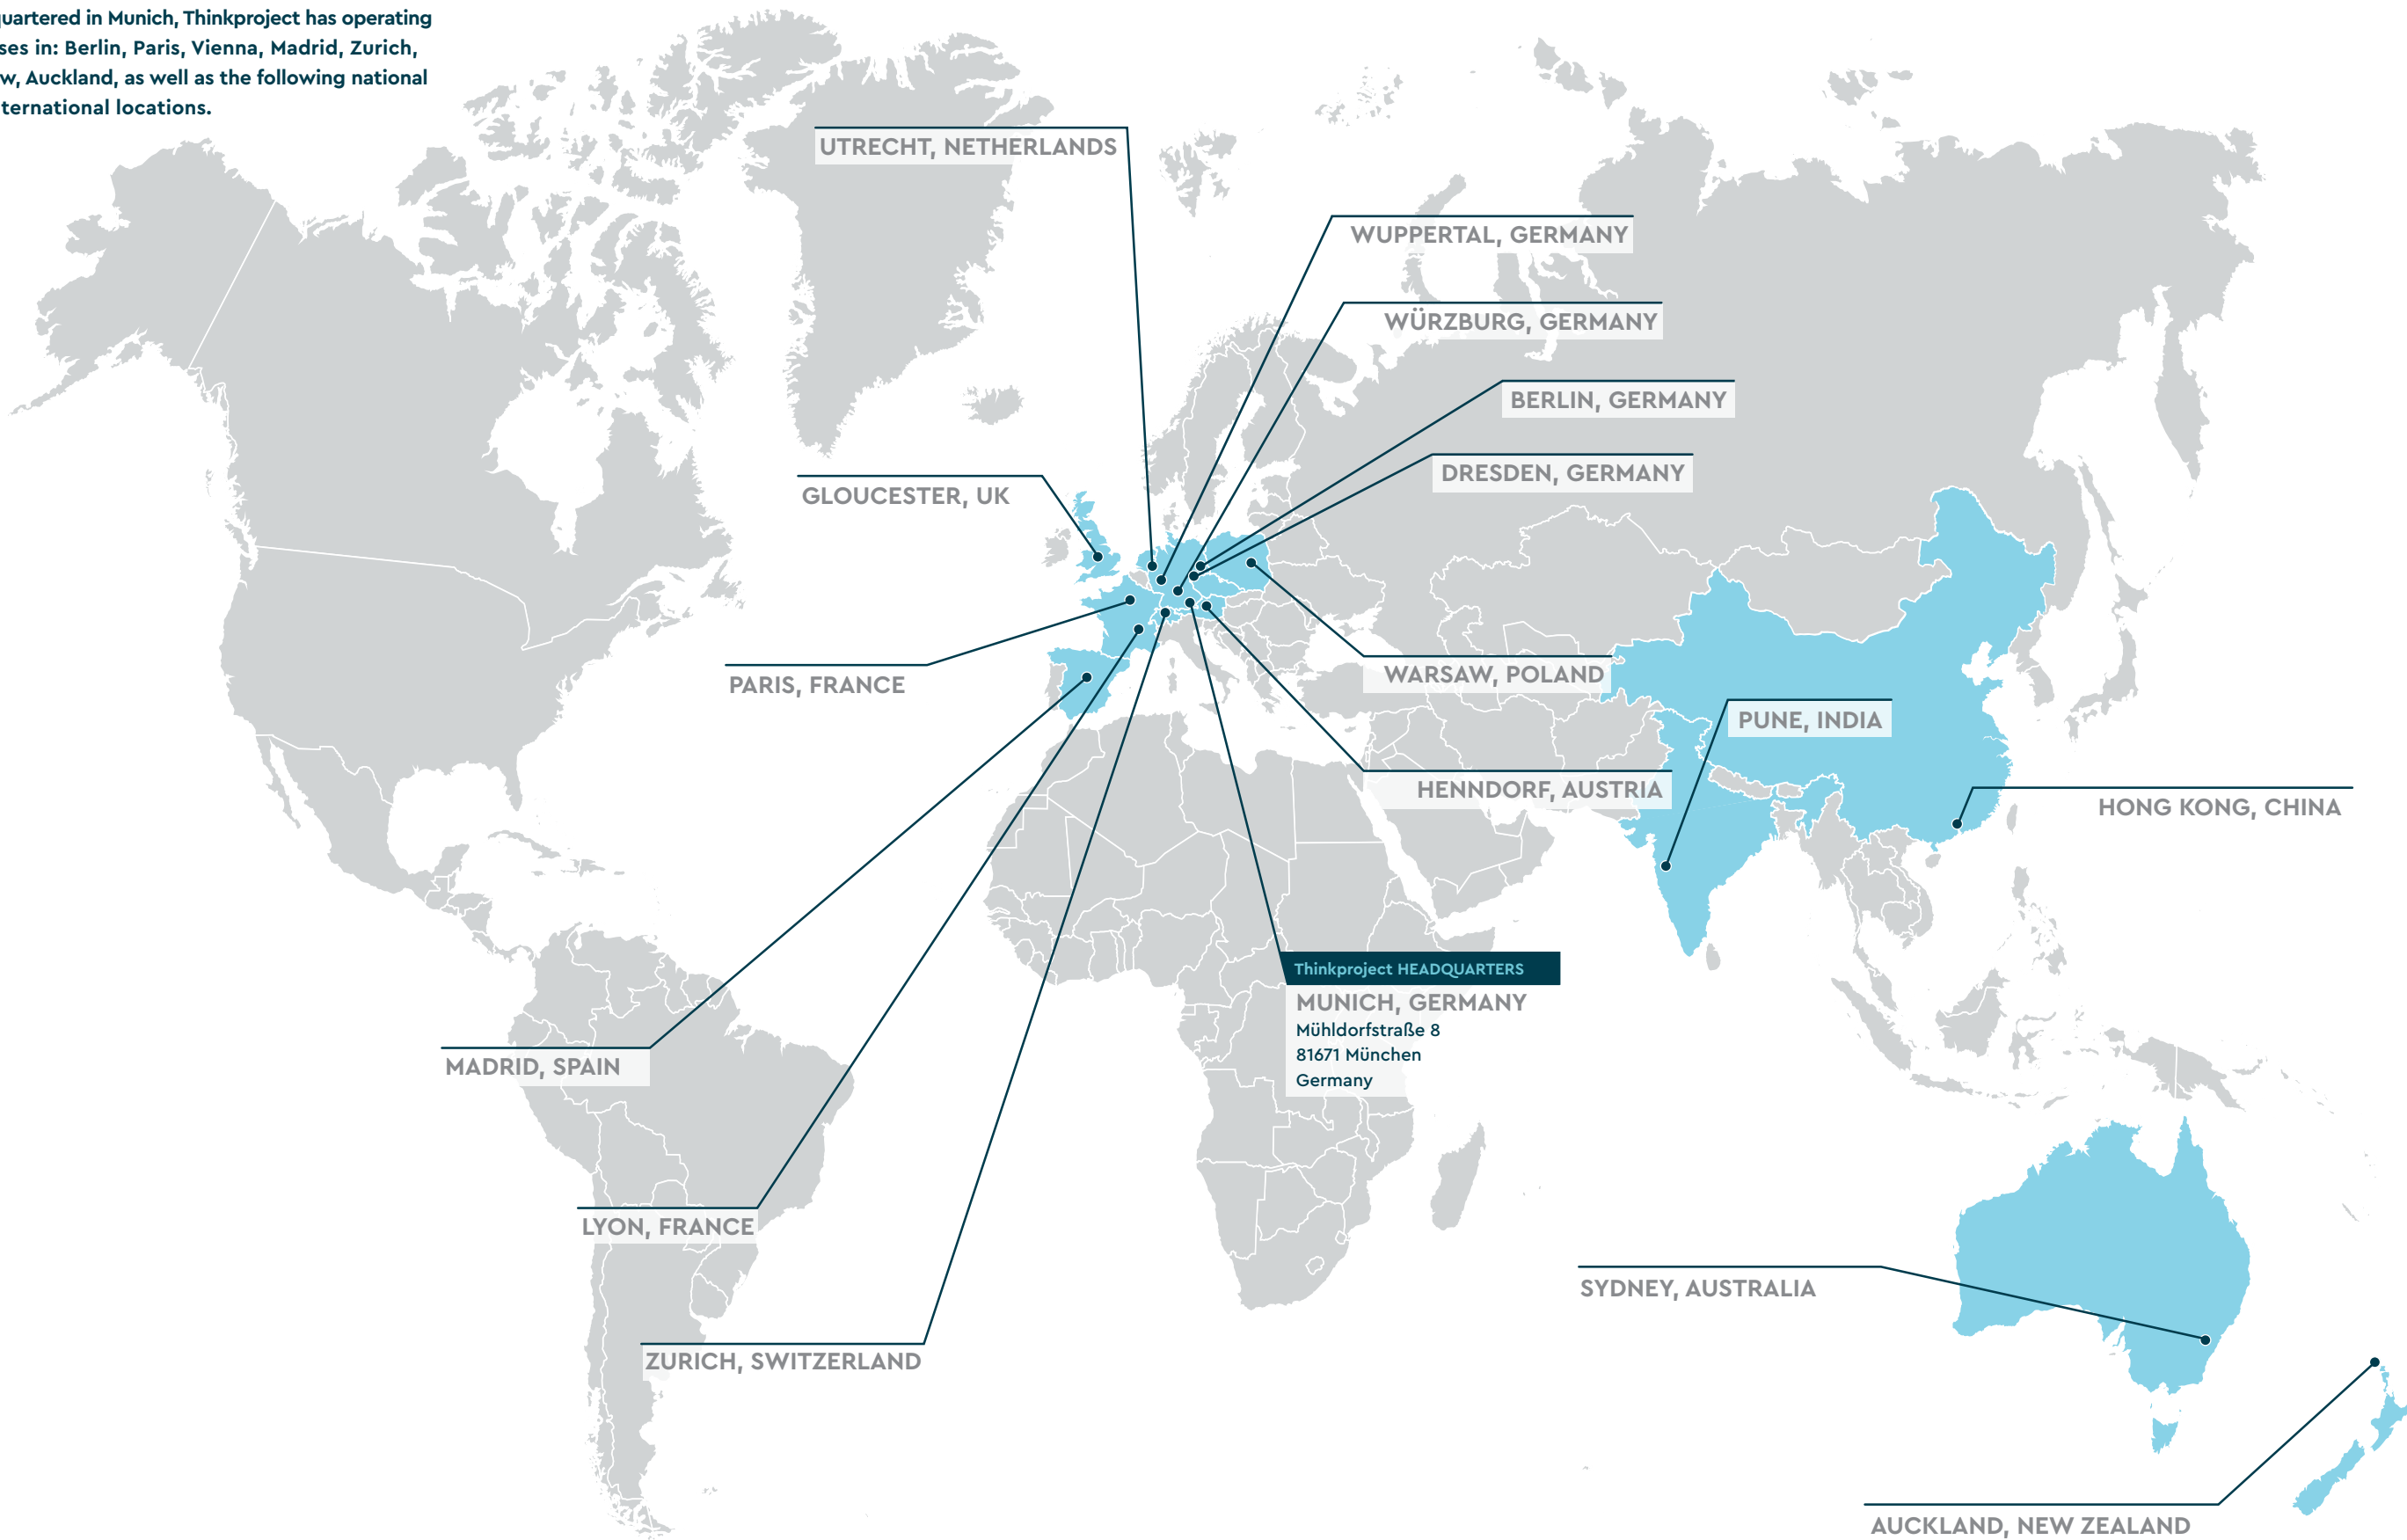 quartered in Munich, Thinkproject has operating
ses in: Berlin, Paris, Vienna, Madrid, Zurich,
w, Auckland, as well as the following national
ternational locations.
UTRECHT, NETHERLANDS
WUPPERTAL, GERMANY
WÜRZBURG, GERMANY
BERLIN, GERMANY
DRESDEN, GERMANY
GLOUCESTER, UK
PARIS, FRANCE
WARSAW, POLAND
PUNE, INDIA
HENNDORF, AUSTRIA
HONG KONG, CHINA
Thinkproject HEADQUARTERS
MUNICH, GERMANY
Mühldorfstraße 8
81671 München
Germany
MADRID, SPAIN
LYON, FRANCE
SYDNEY, AUSTRALIA
ZURICH, SWITZERLAND
AUCKLAND, NEW ZEALAND